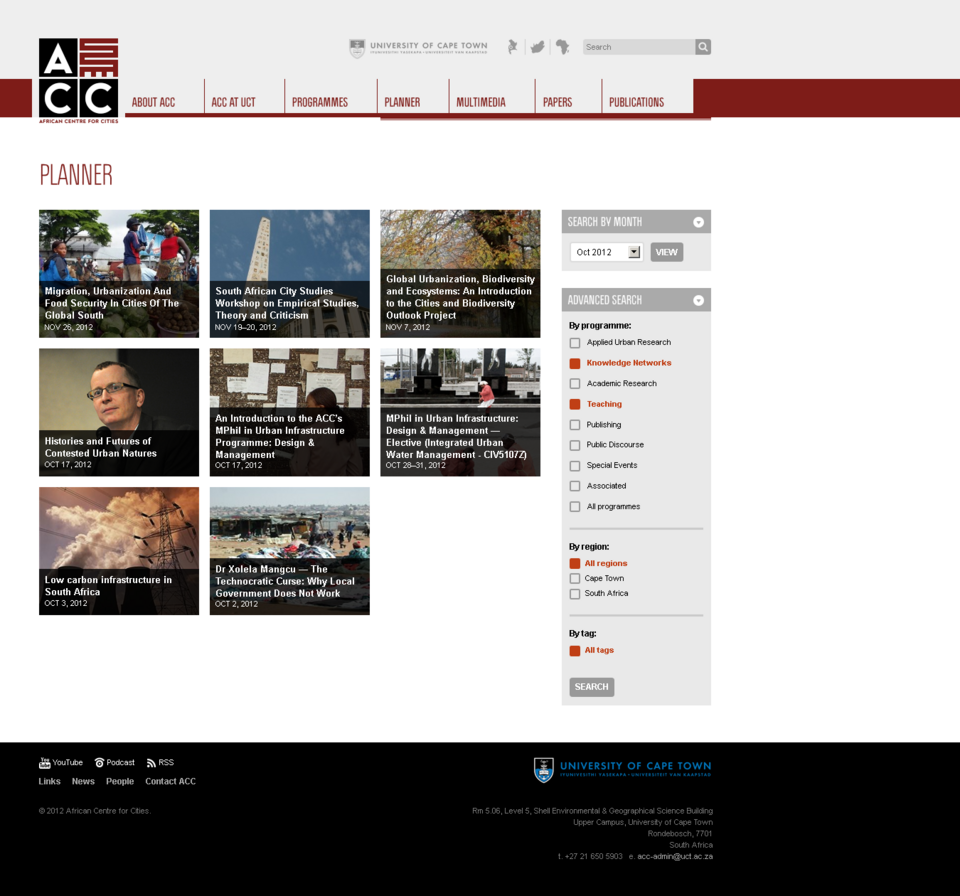 A
C C
AFRICAN CENTRE FOR CITIES
UNIVERSITY OF CAPE TOWN
IYUNIVESITHI YASEKAPA • UNIVERSITEIT VAN KAAPSTAD
Search
ABOUT ACC
ACC AT UCT
PROGRAMMES
PLANNER
MULTIMEDIA
PAPERS
PUBLICATIONS
PLANNER
Migration, Urbanization And
Food Security In Cities Of The
Global South
NOV 26, 2012
South African City Studies
Workshop on Empirical Studies,
Theory and Criticism
NOV 19–20, 2012
Global Urbanization, Biodiversity
and Ecosystems: An Introduction
to the Cities and Biodiversity
Outlook Project
NOV 7, 2012
Histories and Futures of
Contested Urban Natures
OCT 17, 2012
An Introduction to the ACC's
MPhil in Urban Infrastructure
Programme: Design &
Management
OCT 17, 2012
MPhil in Urban Infrastructure:
Design & Management —
Elective (Integrated Urban
Water Management - CIV5107Z)
OCT 28–31, 2012
Low carbon infrastructure in
South Africa
OCT 3, 2012
Dr Xolela Mangcu — The
Technocratic Curse: Why Local
Government Does Not Work
OCT 2, 2012
SEARCH BY MONTH
Oct 2012
VIEW
ADVANCED SEARCH
By programme:
Applied Urban Research
Knowledge Networks
Academic Research
Teaching
Publishing
Public Discourse
Special Events
Associated
All programmes
By region:
All regions
Cape Town
South Africa
By tag:
All tags
SEARCH
You Tube YouTube
Podcast
RSS
Links
News
People
Contact ACC
© 2012 African Centre for Cities
UNIVERSITY OF CAPE TOWN
IYUNIVESITHI YASEKAPA • UNIVERSITEIT VAN KAAPSTAD
Rm 5.06, Level 5, Shell Environmental & Geographical Science Building
Upper Campus, University of Cape Town
Rondebosch, 7701
South Africa
t. +27 21 650 5903 e. acc-admin@uct.ac.za